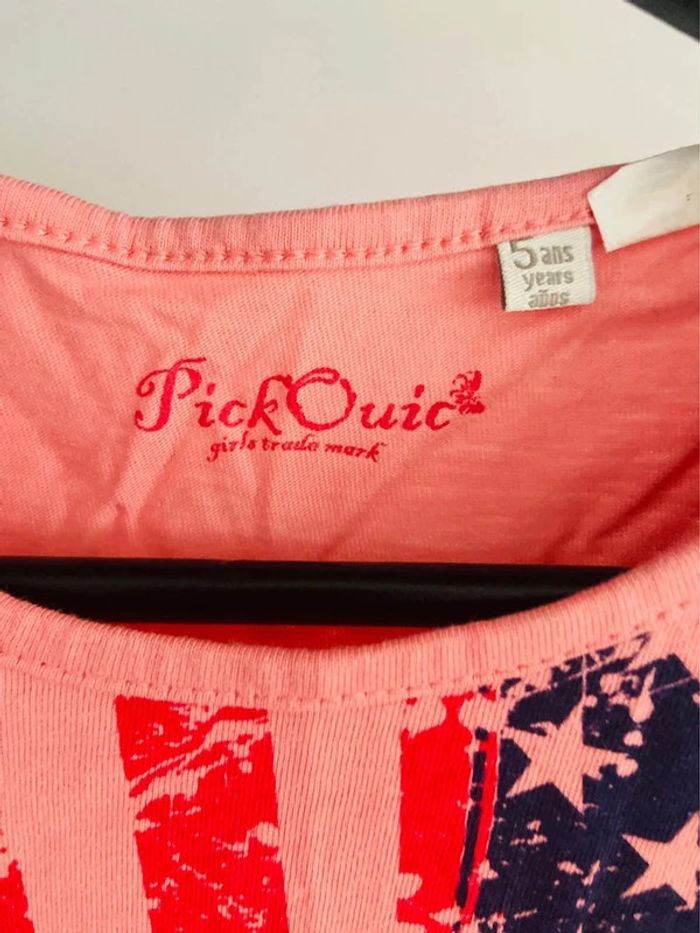 5 ans
years
años
PickOuic
girls trade mark